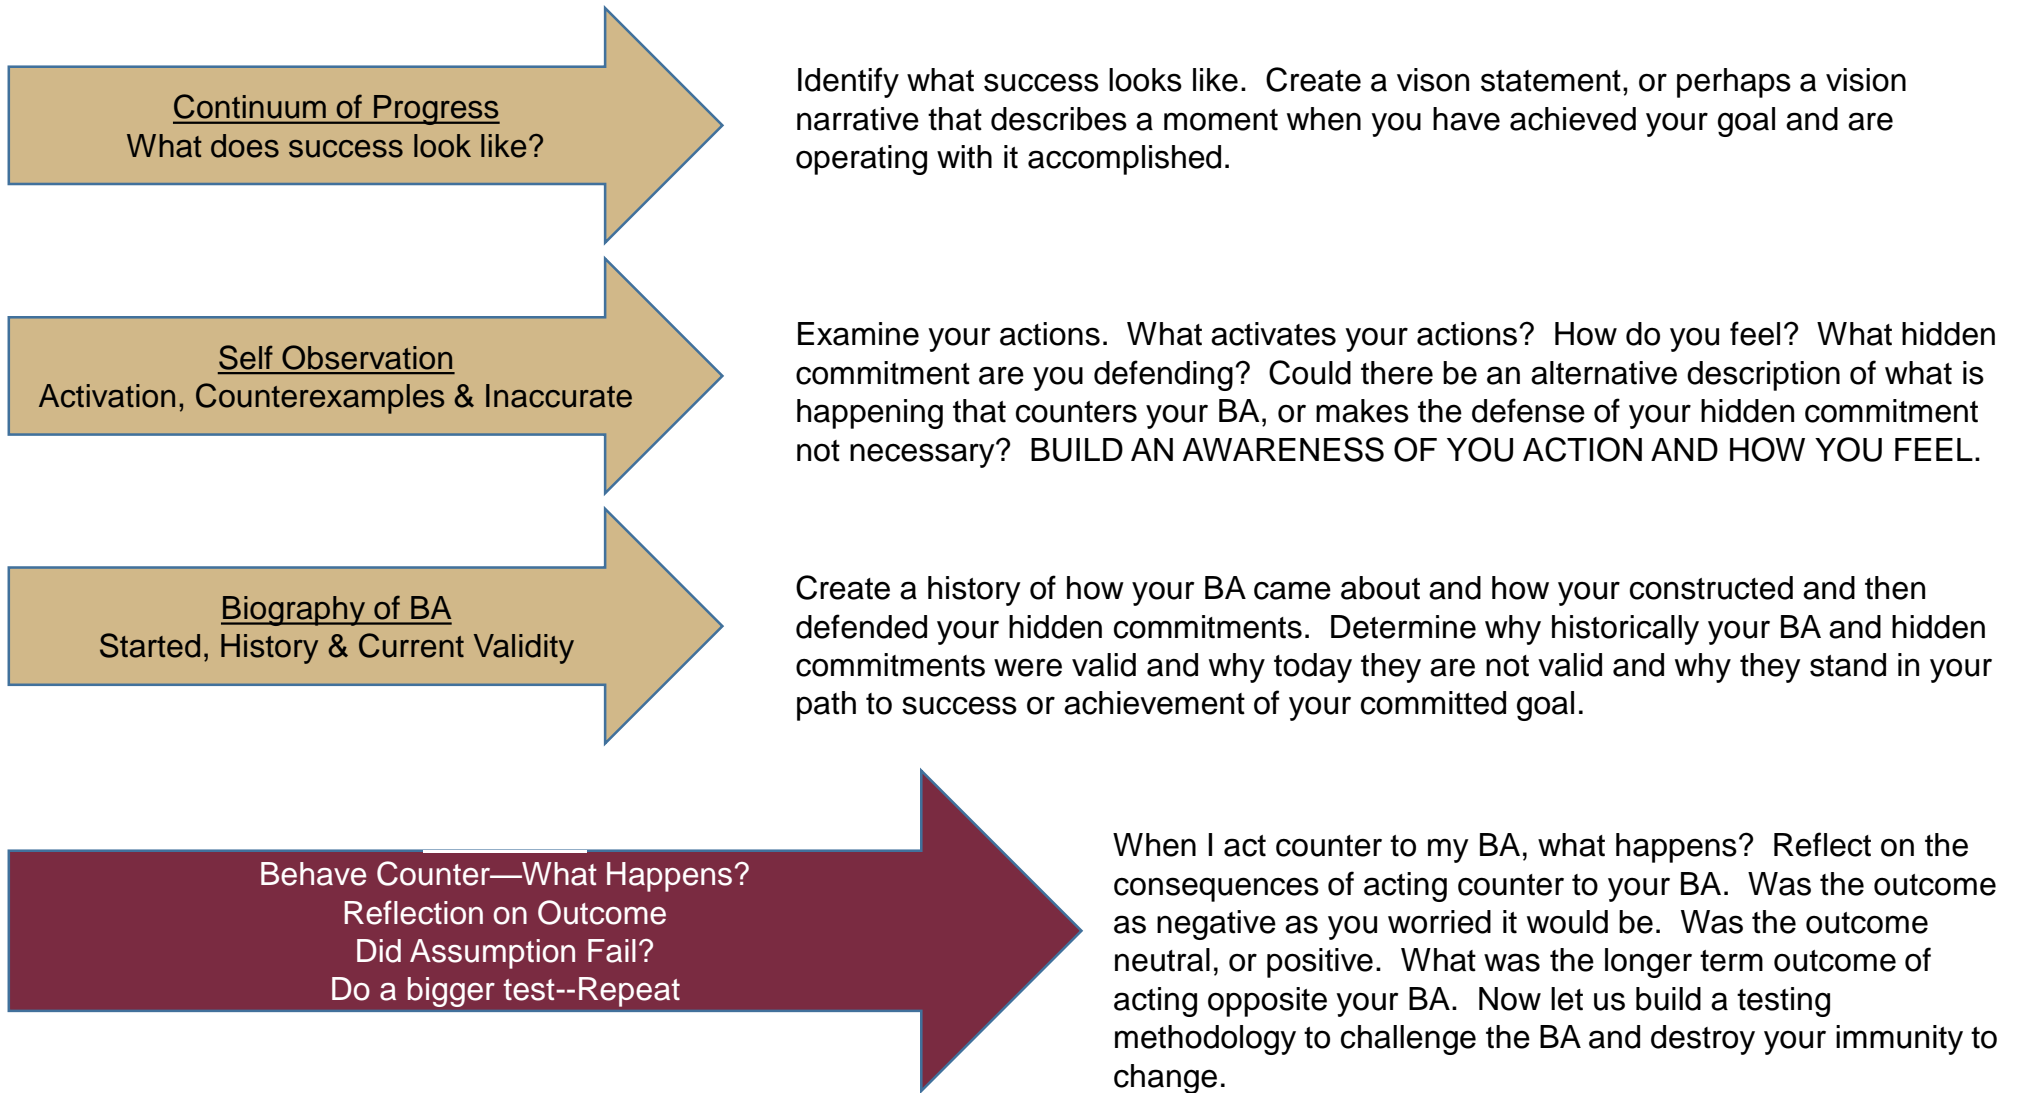 Continuum of Progress
What does success look like?
Identify what success looks like.  Create a vison statement, or perhaps a vision
narrative that describes a moment when you have achieved your goal and are
operating with it accomplished.
Self Observation
Activation, Counterexamples & Inaccurate
Examine your actions.  What activates your actions?  How do you feel?  What hidden
commitment are you defending?  Could there be an alternative description of what is
happening that counters your BA, or makes the defense of your hidden commitment
not necessary?  BUILD AN AWARENESS OF YOU ACTION AND HOW YOU FEEL.
Biography of BA
Started, History & Current Validity
Create a history of how your BA came about and how your constructed and then
defended your hidden commitments.  Determine why historically your BA and hidden
commitments were valid and why today they are not valid and why they stand in your
path to success or achievement of your committed goal.
Behave Counter—What Happens?
Reflection on Outcome
Did Assumption Fail?
Do a bigger test--Repeat
When I act counter to my BA, what happens?  Reflect on the
consequences of acting counter to your BA.  Was the outcome
as negative as you worried it would be.  Was the outcome
neutral, or positive.  What was the longer term outcome of
acting opposite your BA.  Now let us build a testing
methodology to challenge the BA and destroy your immunity to
change.